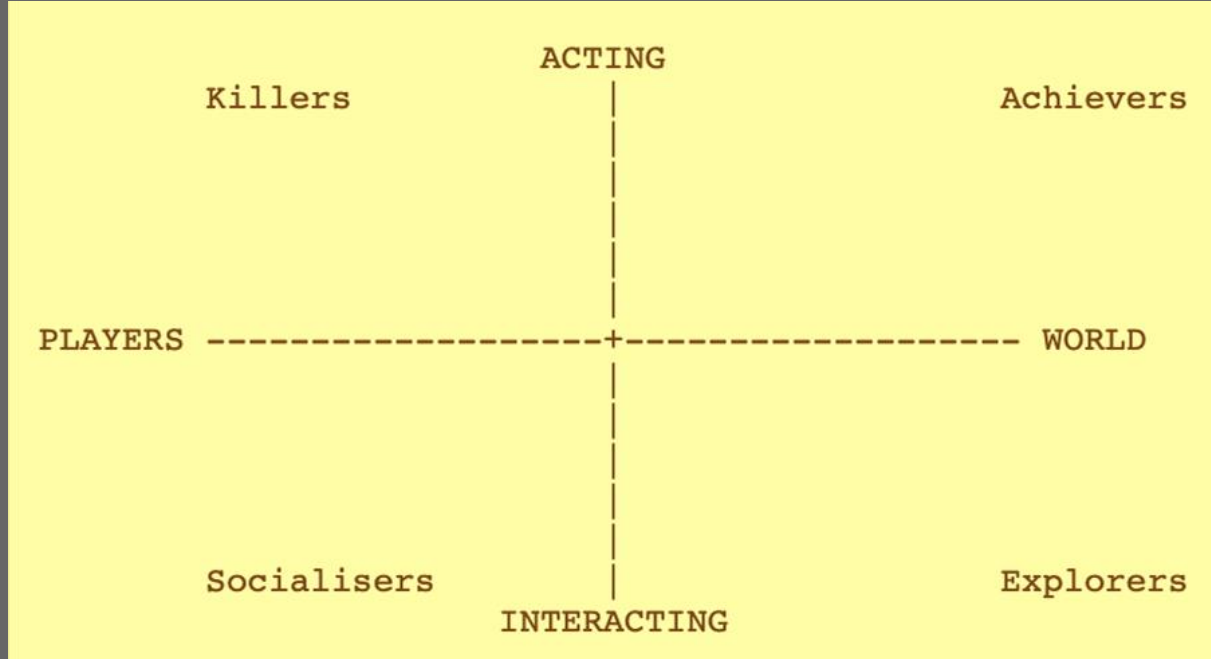 ACTING
Killers Achievers
PLAYERS -------------------+------------------- WORLD
Socialisers Explorers
INTERACTING